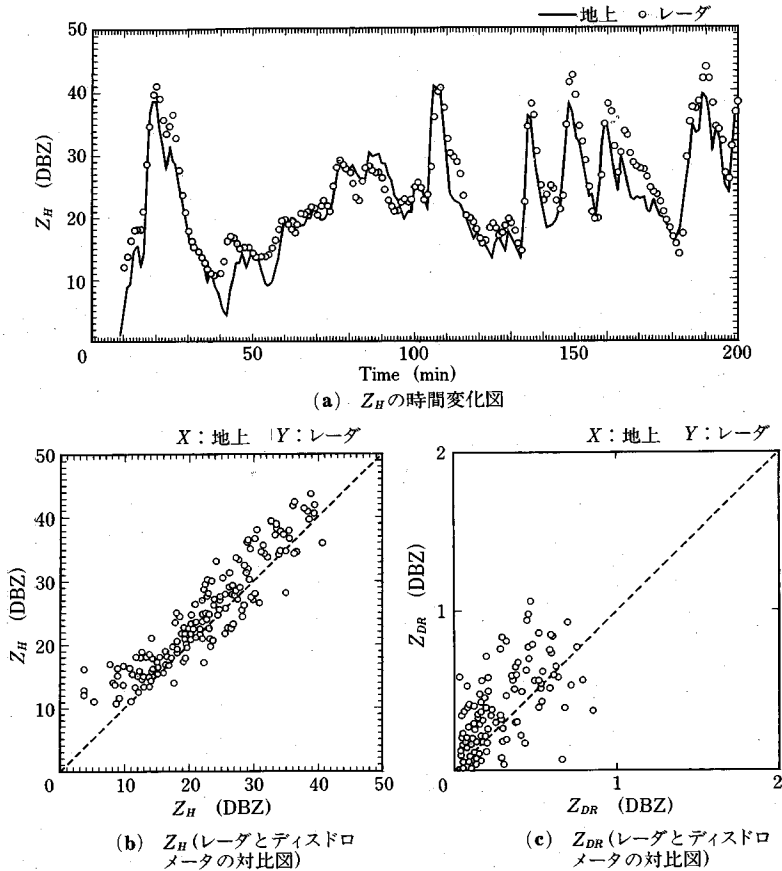 地上 レーダ
50
40
30
20
10
0
Z_H (DBZ)
0 50 100 150 200
Time (min)
(a) Z_Hの時間変化図
X：地上 Y：レーダ
50
40
30
20
10
0
Z_H (DBZ)
0 10 20 30 40 50
Z_H (DBZ)
(b) Z_H(レーダとディスドロ
メータの対比図)
X：地上 Y：レーダ
2
1
0
Z_DR (DBZ)
0 1 2
Z_DR (DBZ)
(c) Z_DR(レーダとディスドロ
メータの対比図)